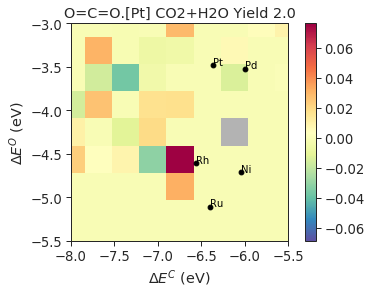 O=C=O.[Pt] CO2+H2O Yield 2.0
−3.0
−3.5
−4.0
−4.5
−5.0
−5.5
ΔE^O (eV)
Pt
Pd
Rh
Ni
Ru
−8.0 −7.5 −7.0 −6.5 −6.0 −5.5
ΔE^C (eV)
0.06
0.04
0.02
0.00
−0.02
−0.04
−0.06